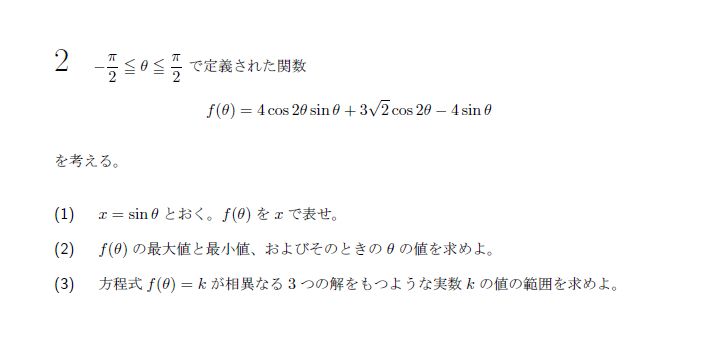 2 $-\frac{\pi}{2} \leqq \theta \leqq \frac{\pi}{2}$ で定義された関数
$f(\theta) = 4\cos 2\theta \sin\theta + 3\sqrt{2}\cos 2\theta - 4\sin\theta$
を考える。
(1) $x = \sin\theta$ とおく。$f(\theta)$ を $x$ で表せ。
(2) $f(\theta)$ の最大値と最小値、およびそのときの $\theta$ の値を求めよ。
(3) 方程式 $f(\theta) = k$ が相異なる 3 つの解をもつような実数 $k$ の値の範囲を求めよ。